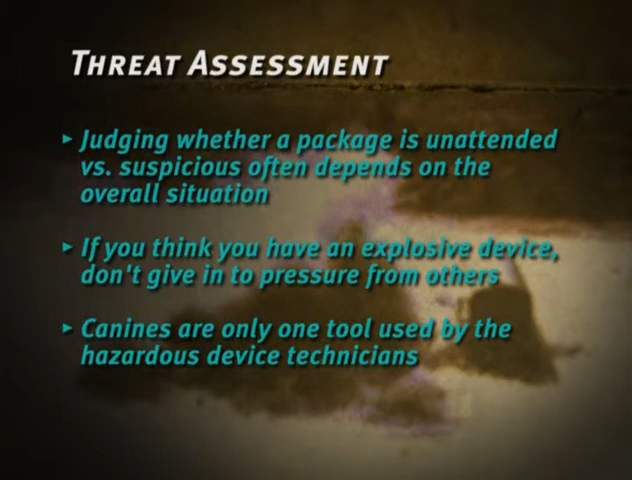 THREAT ASSESSMENT
▸ Judging whether a package is unattended
vs. suspicious often depends on the
overall situation
▸ If you think you have an explosive device,
don't give in to pressure from others
▸ Canines are only one tool used by the
hazardous device technicians